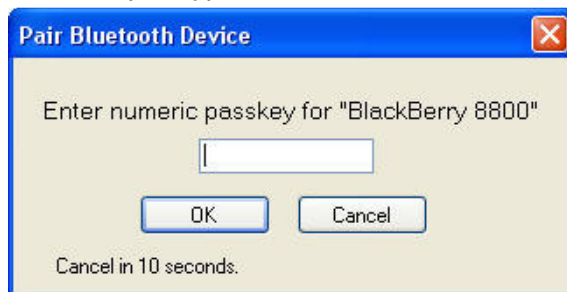 Pair Bluetooth Device
Enter numeric passkey for "BlackBerry 8800"
OK Cancel
Cancel in 10 seconds.